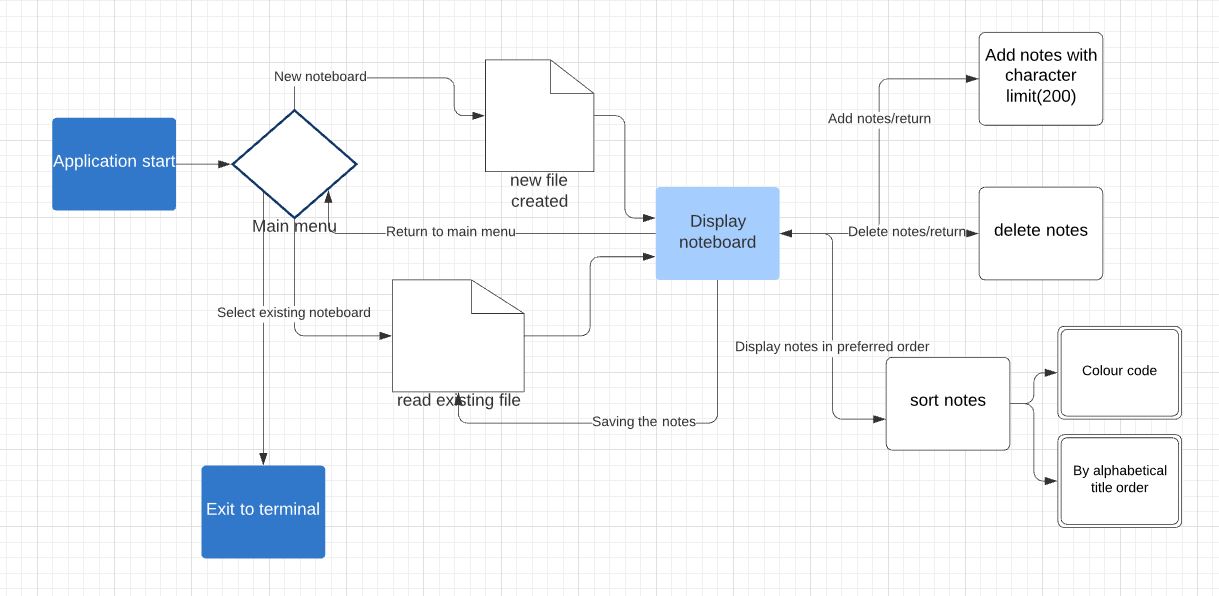 New noteboard
Application start
Main menu
new file
created
Add notes with
character
limit(200)
Add notes/return
Display
noteboard
Return to main menu
Delete notes/return
delete notes
Select existing noteboard
read existing file
Saving the notes
Display notes in preferred order
sort notes
Colour code
By alphabetical
title order
Exit to terminal